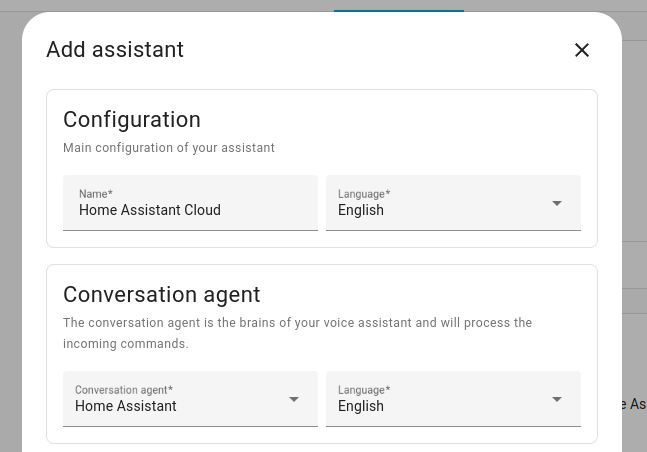 Add assistant
Configuration
Main configuration of your assistant
Name*
Home Assistant Cloud
Language*
English
Conversation agent
The conversation agent is the brains of your voice assistant and will process the
incoming commands.
Conversation agent*
Home Assistant
Language*
English
e As